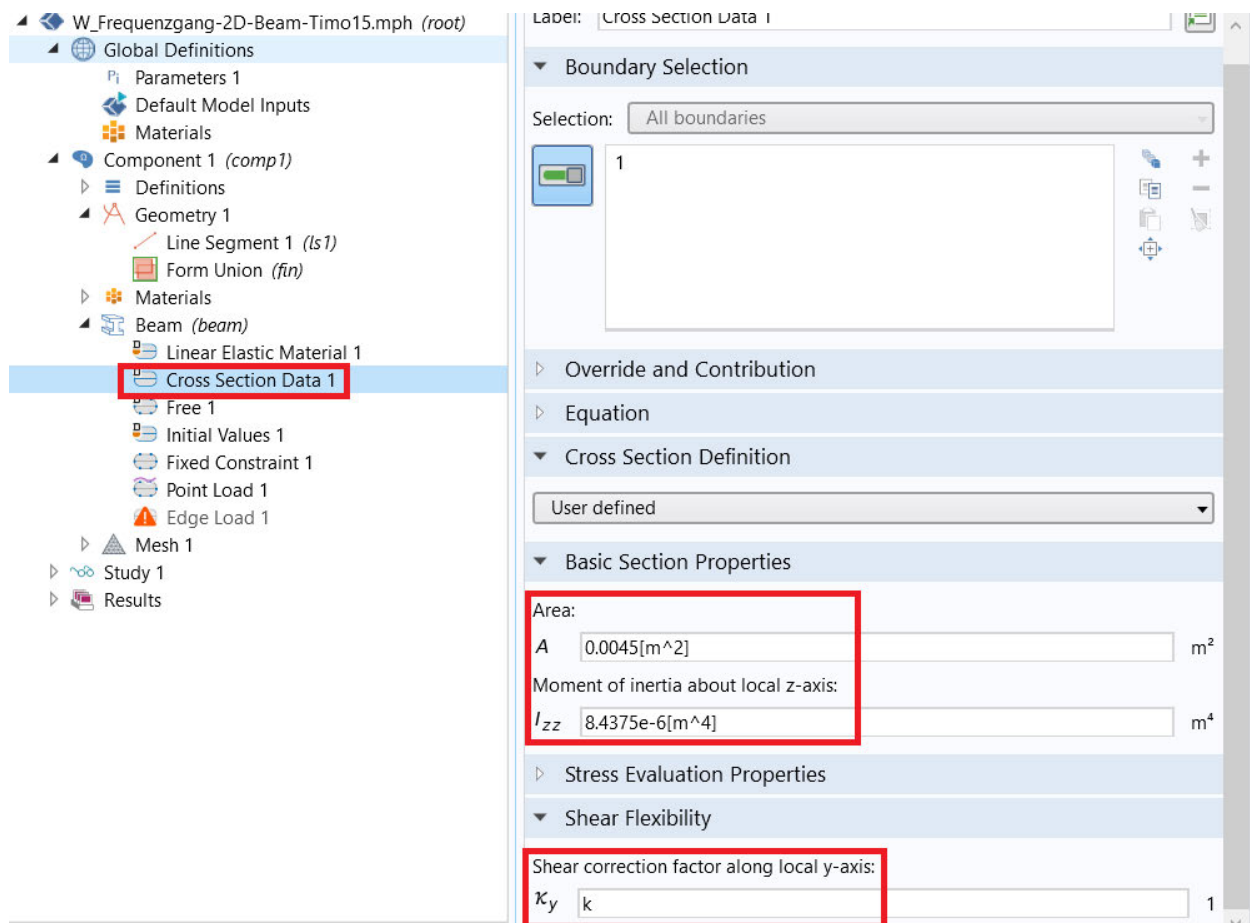 W_Frequenzgang-2D-Beam-Timo15.mph (root)
Global Definitions
Pi Parameters 1
Default Model Inputs
Materials
Component 1 (comp1)
Definitions
Geometry 1
Line Segment 1 (ls1)
Form Union (fin)
Materials
Beam (beam)
Linear Elastic Material 1
Cross Section Data 1
Free 1
Initial Values 1
Fixed Constraint 1
Point Load 1
Edge Load 1
Mesh 1
Study 1
Results
Label: Cross Section Data 1
Boundary Selection
Selection: All boundaries
1
Override and Contribution
Equation
Cross Section Definition
User defined
Basic Section Properties
Area:
A 0.0045[m^2] m²
Moment of inertia about local z-axis:
Izz 8.4375e-6[m^4] m⁴
Stress Evaluation Properties
Shear Flexibility
Shear correction factor along local y-axis:
κy k 1